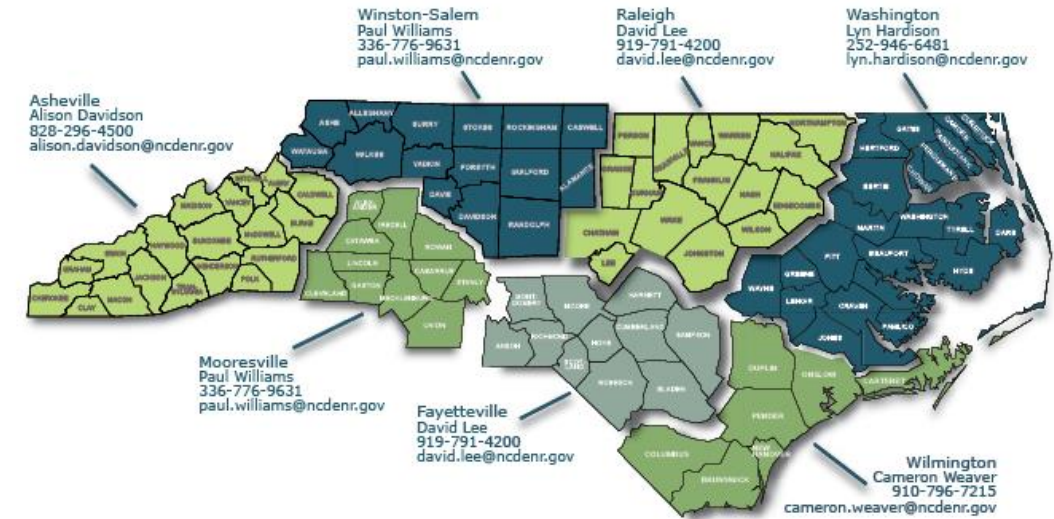 Winston-Salem
Paul Williams
336-776-9631
paul.williams@ncdenr.gov
Raleigh
David Lee
919-791-4200
david.lee@ncdenr.gov
Washington
Lyn Hardison
252-946-6481
lyn.hardison@ncdenr.gov
Asheville
Alison Davidson
828-296-4500
alison.davidson@ncdenr.gov
ASHE
ALLEGHANY
SURRY
STOKES
ROCKINGHAM
CASWELL
WATAUGA
WILKES
YADKIN
FORSYTH
GUILFORD
ALAMANCE
DAVIE
DAVIDSON
RANDOLPH
PERSON
WARREN
NORTHAMPTON
HALIFAX
ORANGE
FRANKLIN
NASH
EDGECOMBE
WAKE
WILSON
CHATHAM
LEE
JOHNSTON
GATES
HERTFORD
BERTIE
WASHINGTON
MARTIN
TYRELL
DARE
PITT
BEAUFORT
HYDE
GREENE
WAYNE
LENOIR
CRAVEN
PAMLICO
JONES
CALDWELL
MADISON
YANCEY
BURKE
MCDOWELL
HAYWOOD
BUNCOMBE
SWAIN
RUTHERFORD
GRAHAM
JACKSON
HENDERSON
POLK
CHEROKEE
MACON
CLAY
IREDELL
CATAWBA
ROWAN
LINCOLN
CABARRUS
STANLY
GASTON
CLEVELAND
MECKLENBURG
UNION
HARNETT
MOORE
CUMBERLAND
SAMPSON
RICHMOND
HOKE
ANSON
ROBESON
BLADEN
DUPLIN
ONSLOW
CARTERET
PENDER
COLUMBUS
BRUNSWICK
Mooresville
Paul Williams
336-776-9631
paul.williams@ncdenr.gov
Fayetteville
David Lee
919-791-4200
david.lee@ncdenr.gov
Wilmington
Cameron Weaver
910-796-7215
cameron.weaver@ncdenr.gov